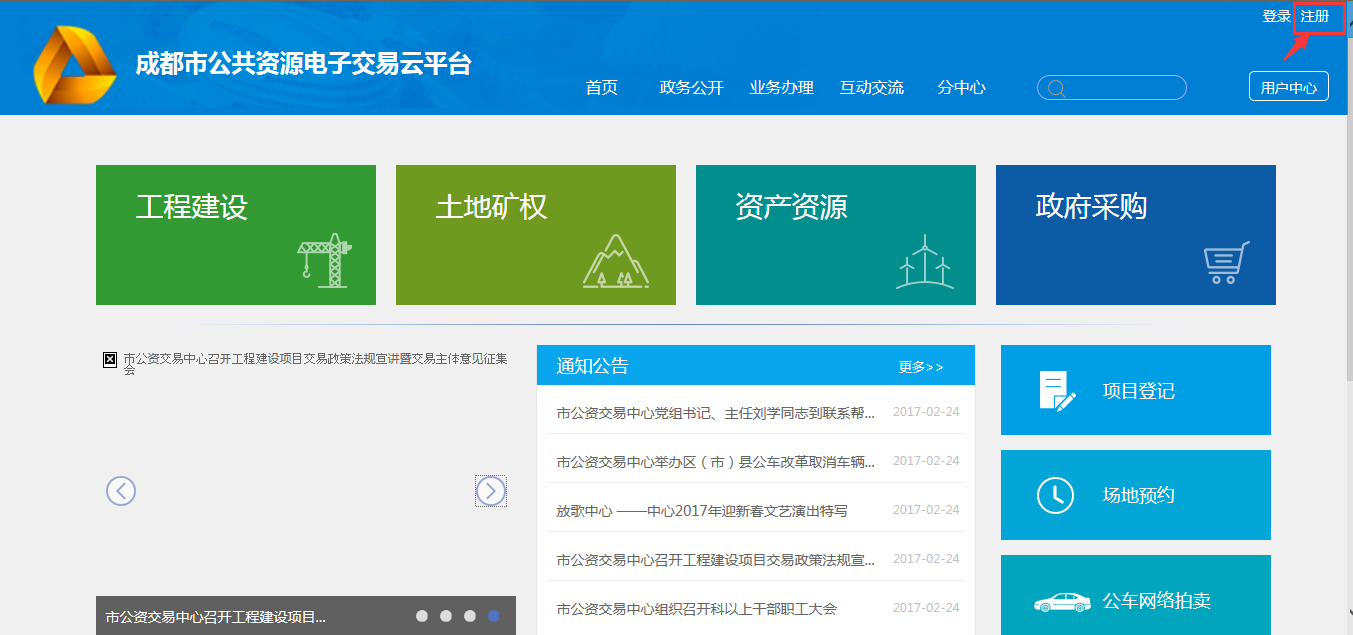 登录 注册
成都市公共资源电子交易云平台
首页 政务公开 业务办理 互动交流 分中心 用户中心
工程建设 土地矿权 资产资源 政府采购
市公资交易中心召开工程建设项目交易政策法规宣讲暨交易主体意见征集
会
市公资交易中心召开工程建设项目...
通知公告 更多>>
市公资交易中心党组书记、主任刘学同志到联系帮... 2017-02-24
市公资交易中心举办区（市）县公车改革取消车辆... 2017-02-24
放歌中心 ——中心2017年迎新春文艺演出特写 2017-02-24
市公资交易中心召开工程建设项目交易政策法规宣... 2017-02-24
市公资交易中心组织召开科以上干部职工大会 2017-02-24
项目登记
场地预约
公车网络拍卖